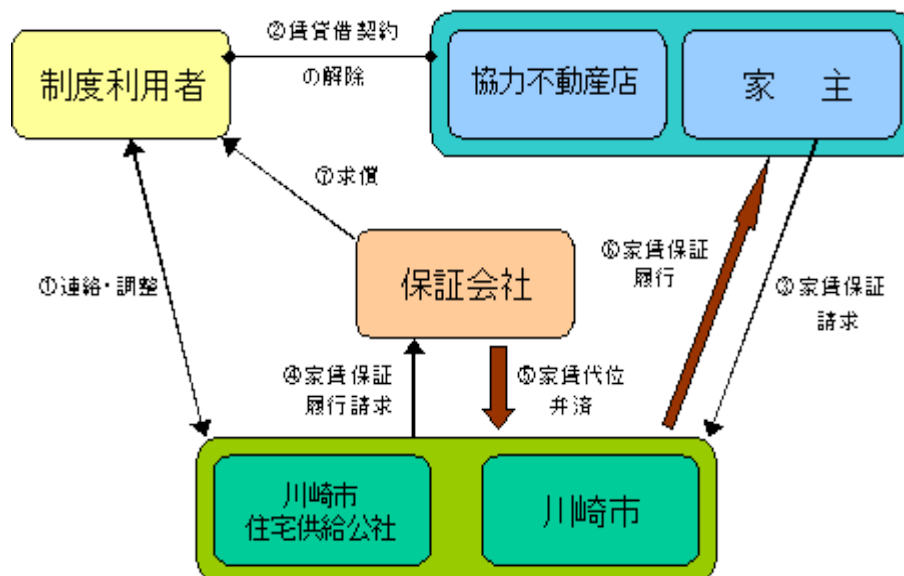 ②賃貸借契約
の解除
制度利用者
協力不動産店
家　主
⑦求償
①連絡・調整
保証会社
⑥家賃保証
履行
③家賃保証
請求
④家賃保証
履行請求
⑤家賃代位
弁済
川崎市
住宅供給公社
川崎市